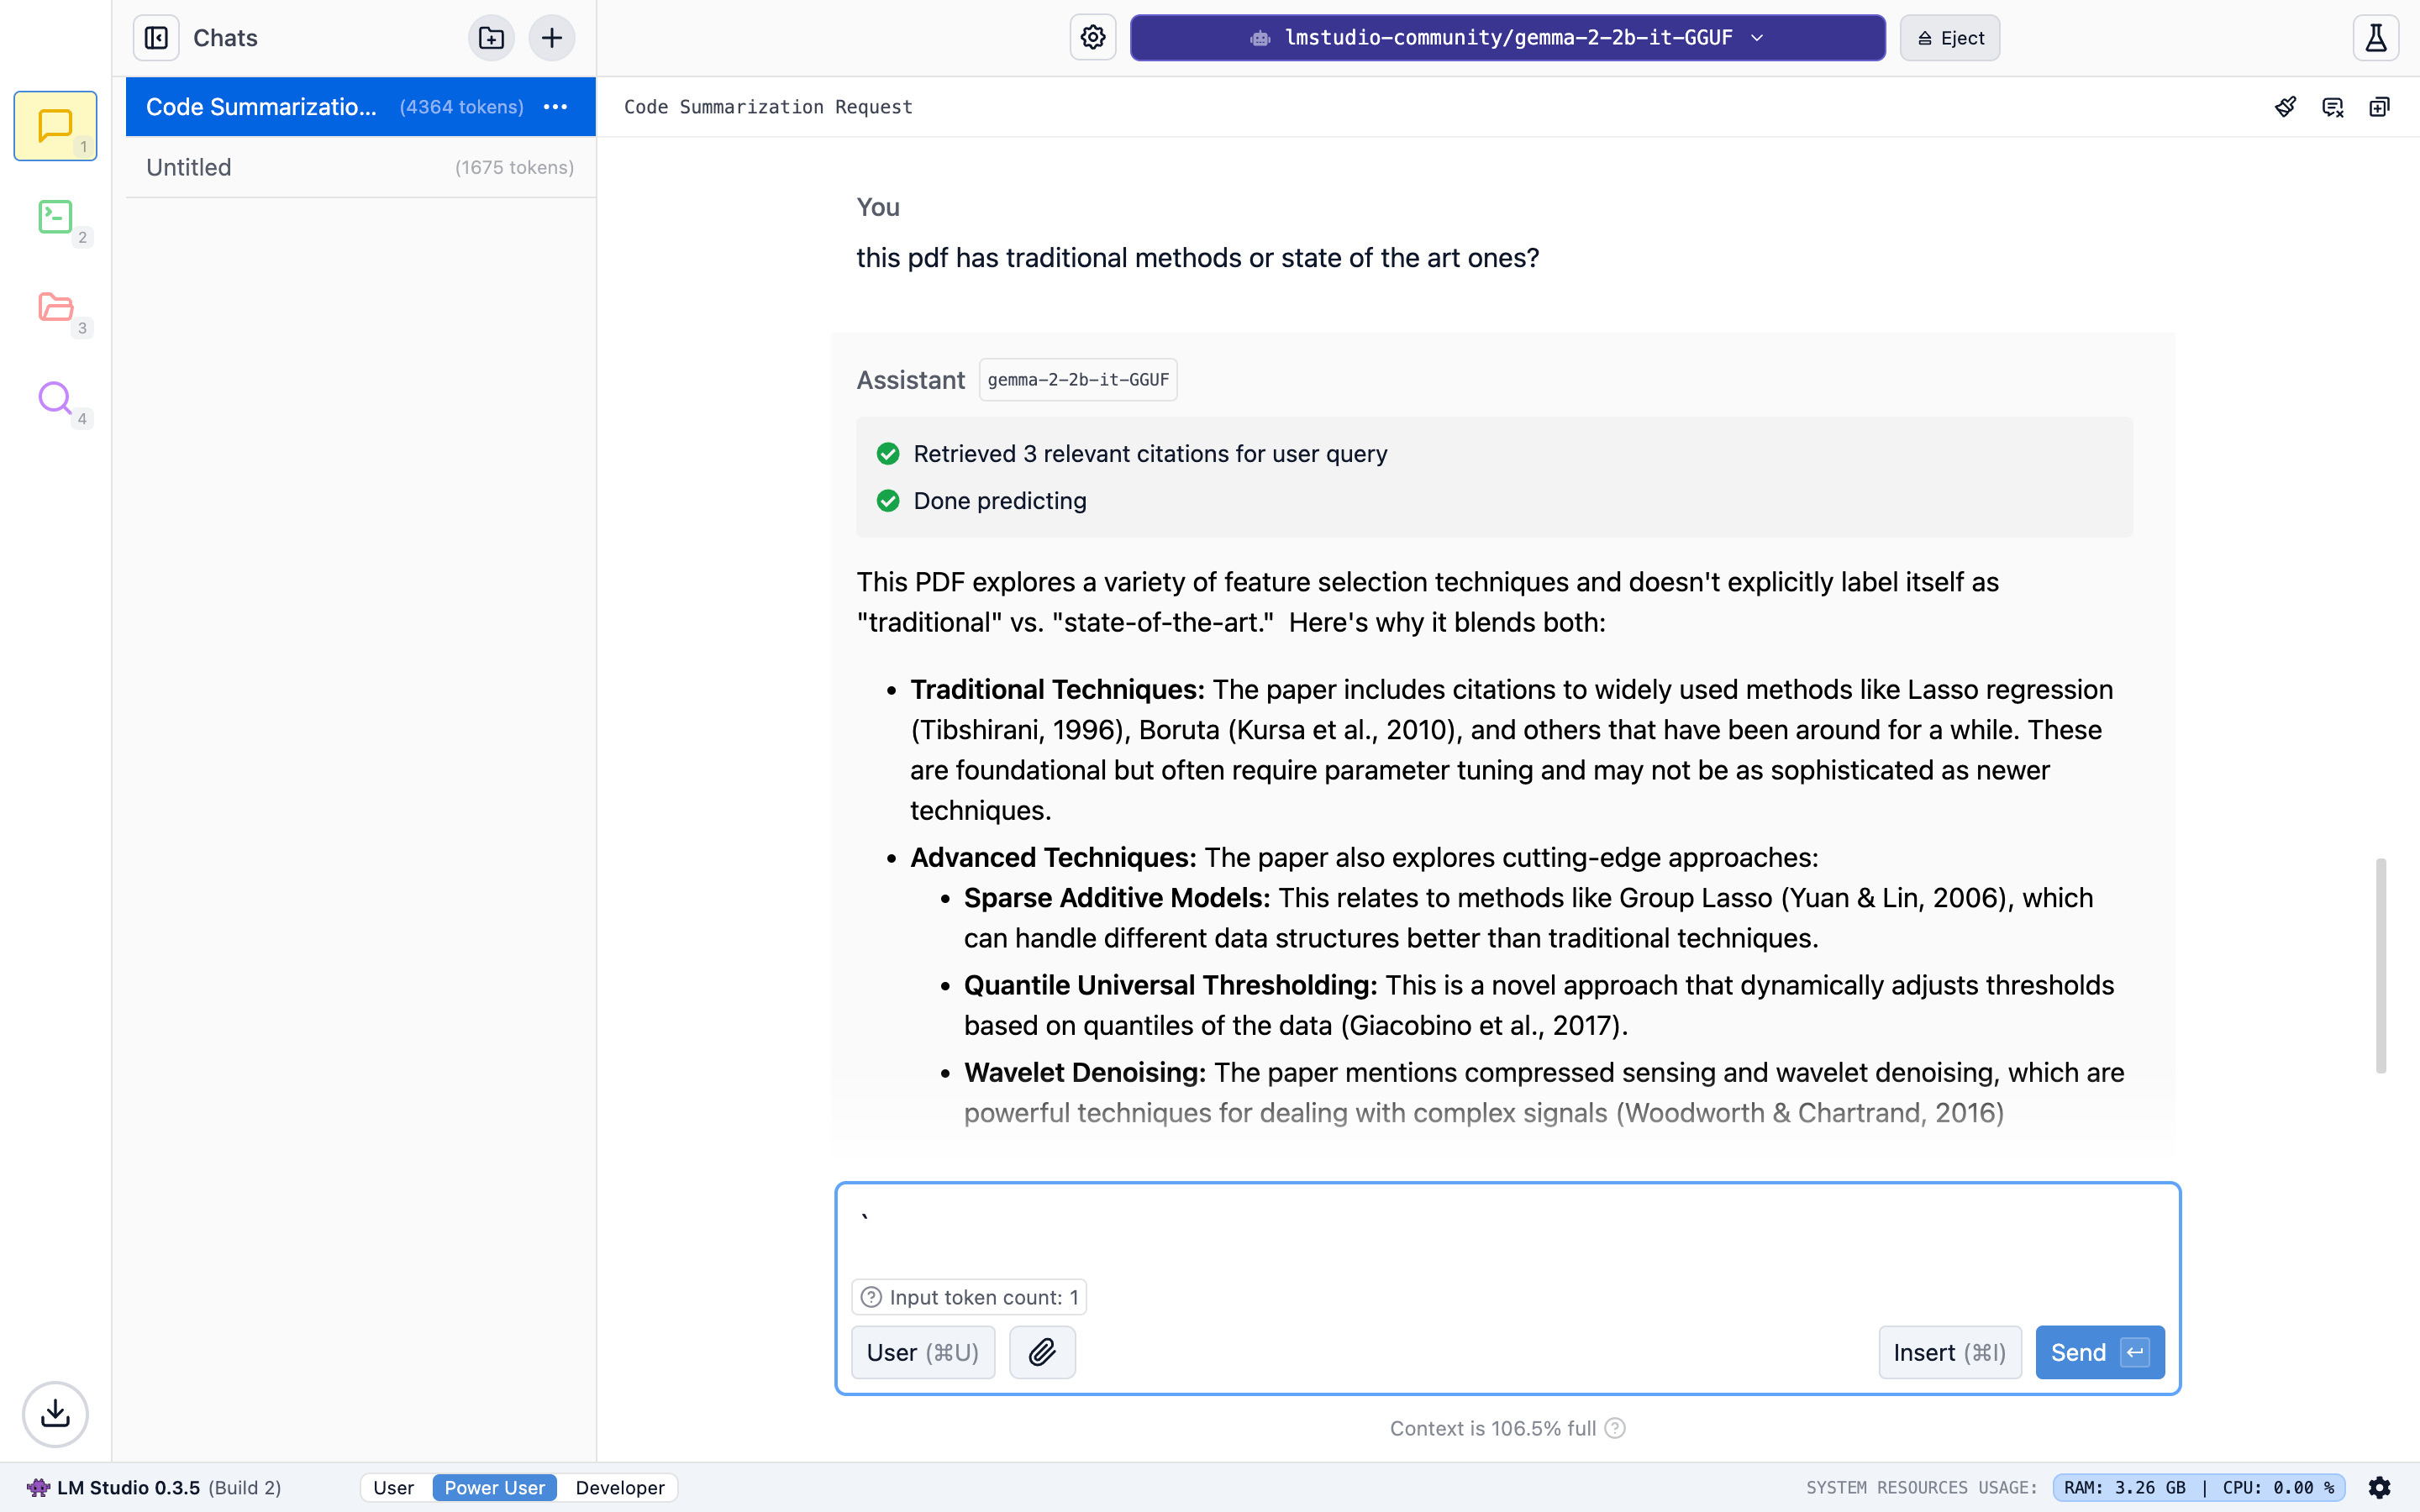 Chats
lmstudio-community/gemma-2-2b-it-GGUF
Eject
1
2
3
4
Code Summarizatio... (4364 tokens)
Untitled (1675 tokens)
Code Summarization Request
You
this pdf has traditional methods or state of the art ones?
Assistant gemma-2-2b-it-GGUF
Retrieved 3 relevant citations for user query
Done predicting
This PDF explores a variety of feature selection techniques and doesn't explicitly label itself as
"traditional" vs. "state-of-the-art." Here's why it blends both:
• Traditional Techniques: The paper includes citations to widely used methods like Lasso regression
(Tibshirani, 1996), Boruta (Kursa et al., 2010), and others that have been around for a while. These
are foundational but often require parameter tuning and may not be as sophisticated as newer
techniques.
• Advanced Techniques: The paper also explores cutting-edge approaches:
• Sparse Additive Models: This relates to methods like Group Lasso (Yuan & Lin, 2006), which
can handle different data structures better than traditional techniques.
• Quantile Universal Thresholding: This is a novel approach that dynamically adjusts thresholds
based on quantiles of the data (Giacobino et al., 2017).
• Wavelet Denoising: The paper mentions compressed sensing and wavelet denoising, which are
powerful techniques for dealing with complex signals (Woodworth & Chartrand, 2016)
`
Input token count: 1
User (⌘U)
Insert (⌘I)
Send ↵
Context is 106.5% full
LM Studio 0.3.5 (Build 2)
User Power User Developer
SYSTEM RESOURCES USAGE: RAM: 3.26 GB | CPU: 0.00 %